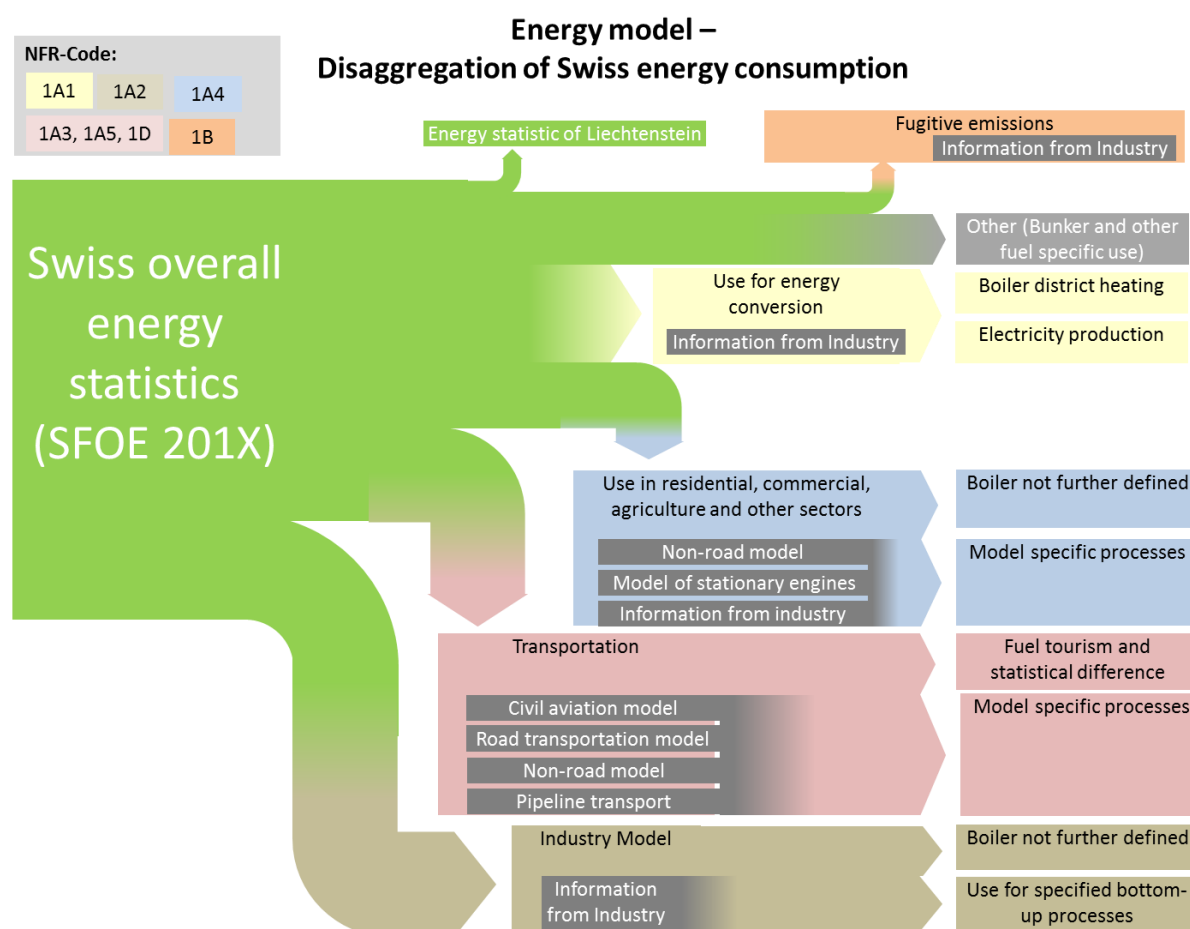 Energy model –
Disaggregation of Swiss energy consumption
NFR-Code:
1A1
1A2
1A4
1A3, 1A5, 1D
1B
Energy statistic of Liechtenstein
Fugitive emissions
Information from Industry
Swiss overall
energy
statistics
(SFOE 201X)
Other (Bunker and other
fuel specific use)
Use for energy
conversion
Information from Industry
Boiler district heating
Electricity production
Use in residential, commercial,
agriculture and other sectors
Non-road model
Model of stationary engines
Information from industry
Boiler not further defined
Model specific processes
Transportation
Civil aviation model
Road transportation model
Non-road model
Pipeline transport
Fuel tourism and
statistical difference
Model specific processes
Industry Model
Information
from Industry
Boiler not further defined
Use for specified bottom-
up processes